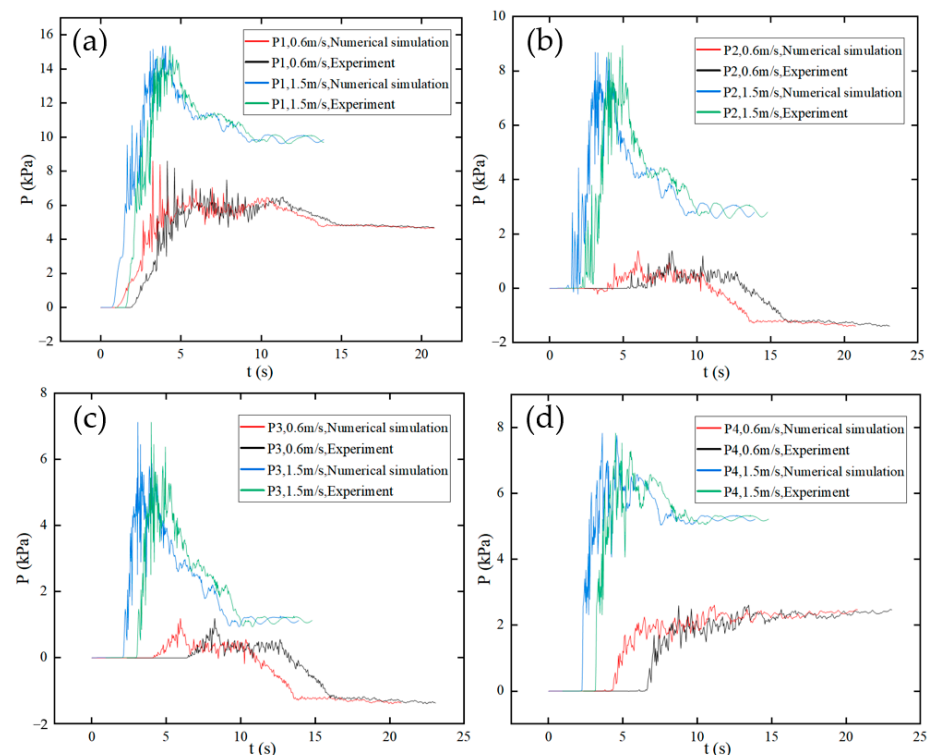 (a)
P1,0.6m/s,Numerical simulation
P1,0.6m/s,Experiment
P1,1.5m/s,Numerical simulation
P1,1.5m/s,Experiment
P (kPa)
16
14
12
10
8
6
4
2
0
−2
0 5 10 15 20
t (s)
(b)
P2,0.6m/s,Numerical simulation
P2,0.6m/s,Experiment
P2,1.5m/s,Numerical simulation
P2,1.5m/s,Experiment
P (kPa)
10
8
6
4
2
0
−2
0 5 10 15 20 25
t (s)
(c)
P3,0.6m/s,Numerical simulation
P3,0.6m/s,Experiment
P3,1.5m/s,Numerical simulation
P3,1.5m/s,Experiment
P (kPa)
8
6
4
2
0
−2
0 5 10 15 20 25
t (s)
(d)
P4,0.6m/s,Numerical simulation
P4,0.6m/s,Experiment
P4,1.5m/s,Numerical simulation
P4,1.5m/s,Experiment
P (kPa)
8
6
4
2
0
0 5 10 15 20 25
t (s)